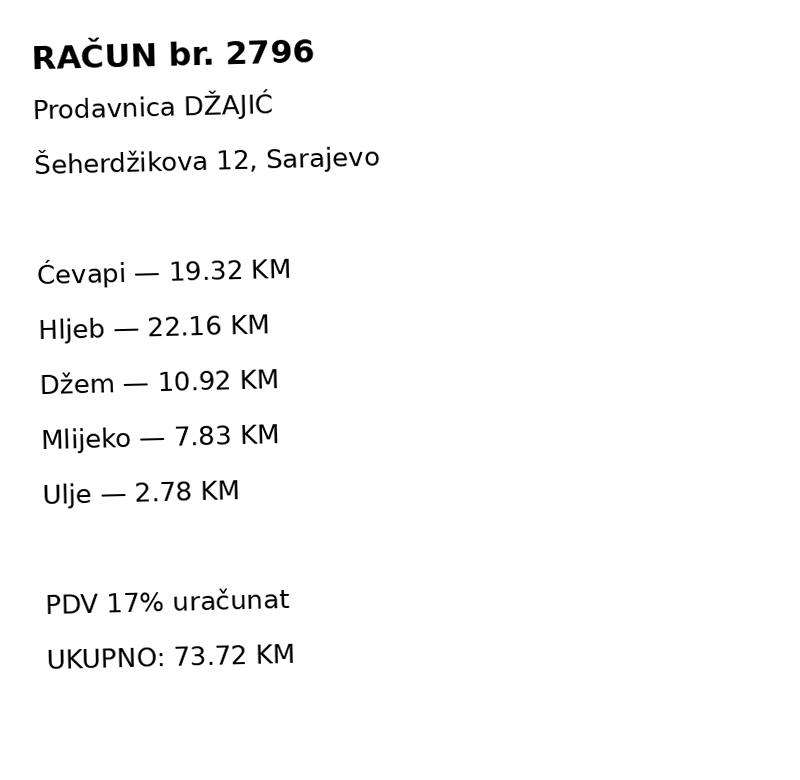 RAČUN br. 2796
Prodavnica DŽAJIĆ
Šeherdžikova 12, Sarajevo
Ćevapi — 19.32 KM
Hljeb — 22.16 KM
Džem — 10.92 KM
Mlijeko — 7.83 KM
Ulje — 2.78 KM
PDV 17% uračunat
UKUPNO: 73.72 KM